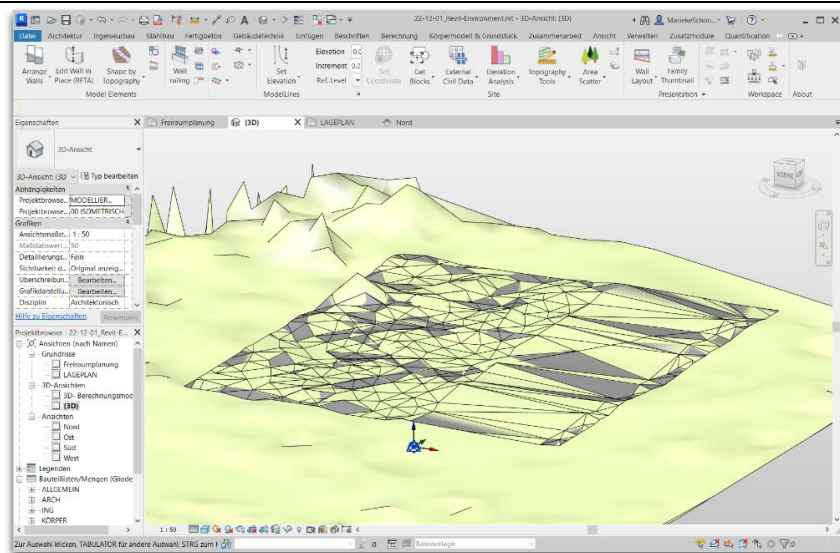 22-12-01_Revit-Environment.rvt - 3D-Ansicht: {3D}
MariekeSchon...
Datei Architektur Ingenieurbau Stahlbau Fertigbeton Gebäudetechnik Einfügen Beschriften Berechnung Körpermodell & Grundstück Zusammenarbeit Ansicht Verwalten Zusatzmodule Quantification
Elevation 0.0
Increment 0.0
Ref. Level
Arrange Walls
Edit Wall In Place (BETA)
Shape by Topography
Wall railing
Set Elevation
Set Coordinate
Get Blocks
External Civil Data
Elevation Analysis
Topography Tools
Area Scatter
Wall Layout
Family Thumbnail
Model Elements ModelLines Site Presentation Workspace About
Eigenschaften X
Freiraumplanung {3D} X LAGEPLAN Nord
3D-Ansicht
3D-Ansicht: {3D Typ bearbeiten
Abhängigkeiten
Projektbrowse... MODELLIER...
Projektbrowse... 00 ISOMETRISCH
Grafiken
Ansichtsmaßst... 1 : 50
Maßstabswert ... 50
Detaillierungs... Fein
Sichtbarkeit d... Original anzeig...
Überschreibun... Bearbeiten...
Grafikdarstellu... Bearbeiten...
Disziplin Architektonisch
Hilfe zu Eigenschaften Anwenden
VORNE
Projektbrowser - 22-12-01_Revit-E... X
Ansichten (nach Namen)
Grundrisse
Freiraumplanung
LAGEPLAN
3D-Ansichten
3D- Berechnungsmod
{3D}
Ansichten
Nord
Ost
Süd
West
Legenden
Bauteillisten/Mengen (Gliede
ALLGEMEIN
ARCH
ING
KÖRPER
1 : 50
Zur Auswahl klicken, TABULATOR für andere Auswahl, STRG zum H
:0
Basisvorlage
:0